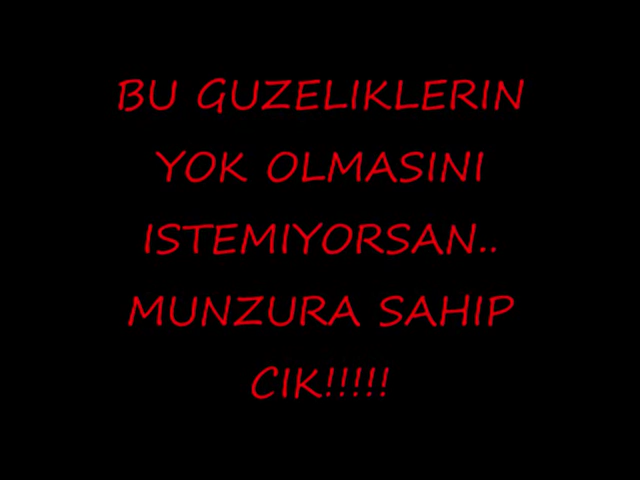 BU GUZELIKLERIN
YOK OLMASINI
ISTEMIYORSAN..
MUNZURA SAHIP
CIK!!!!!